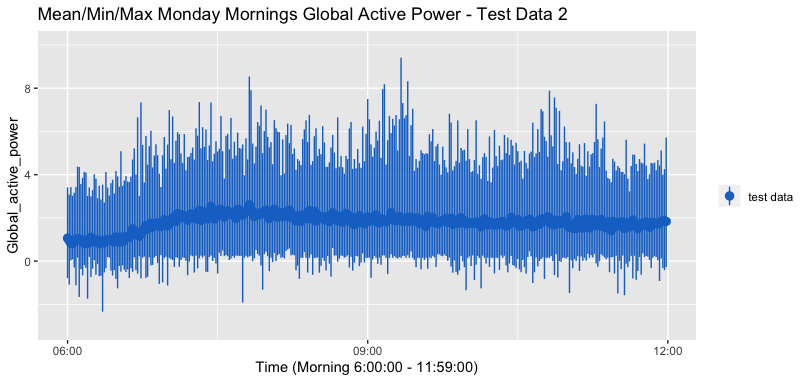 Mean/Min/Max Monday Mornings Global Active Power - Test Data 2
8
4
0
Global_active_power
06:00
09:00
12:00
Time (Morning 6:00:00 - 11:59:00)
test data